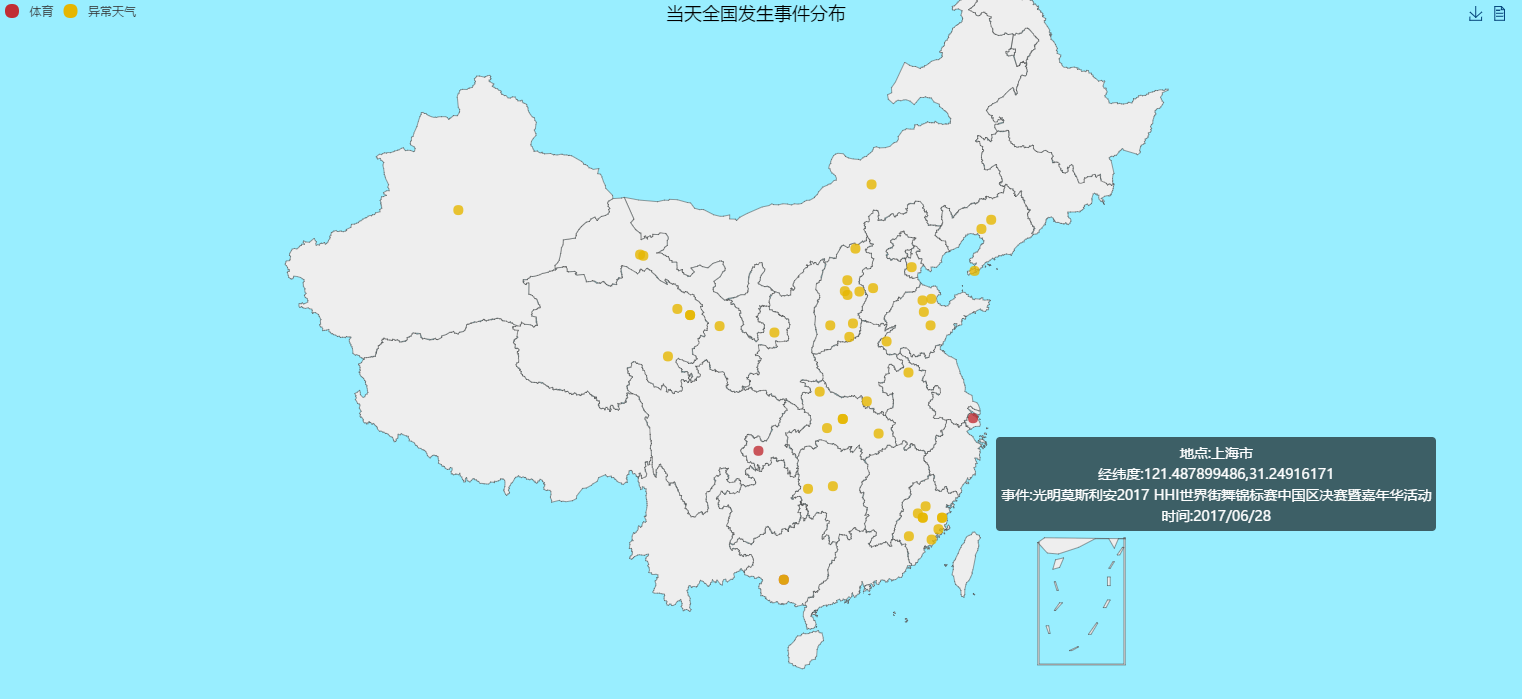 体育
异常天气
当天全国发生事件分布
地点:上海市
经纬度:121.487899486,31.24916171
事件:光明莫斯利安2017 HHI世界街舞锦标赛中国区决赛暨嘉年华活动
时间:2017/06/28